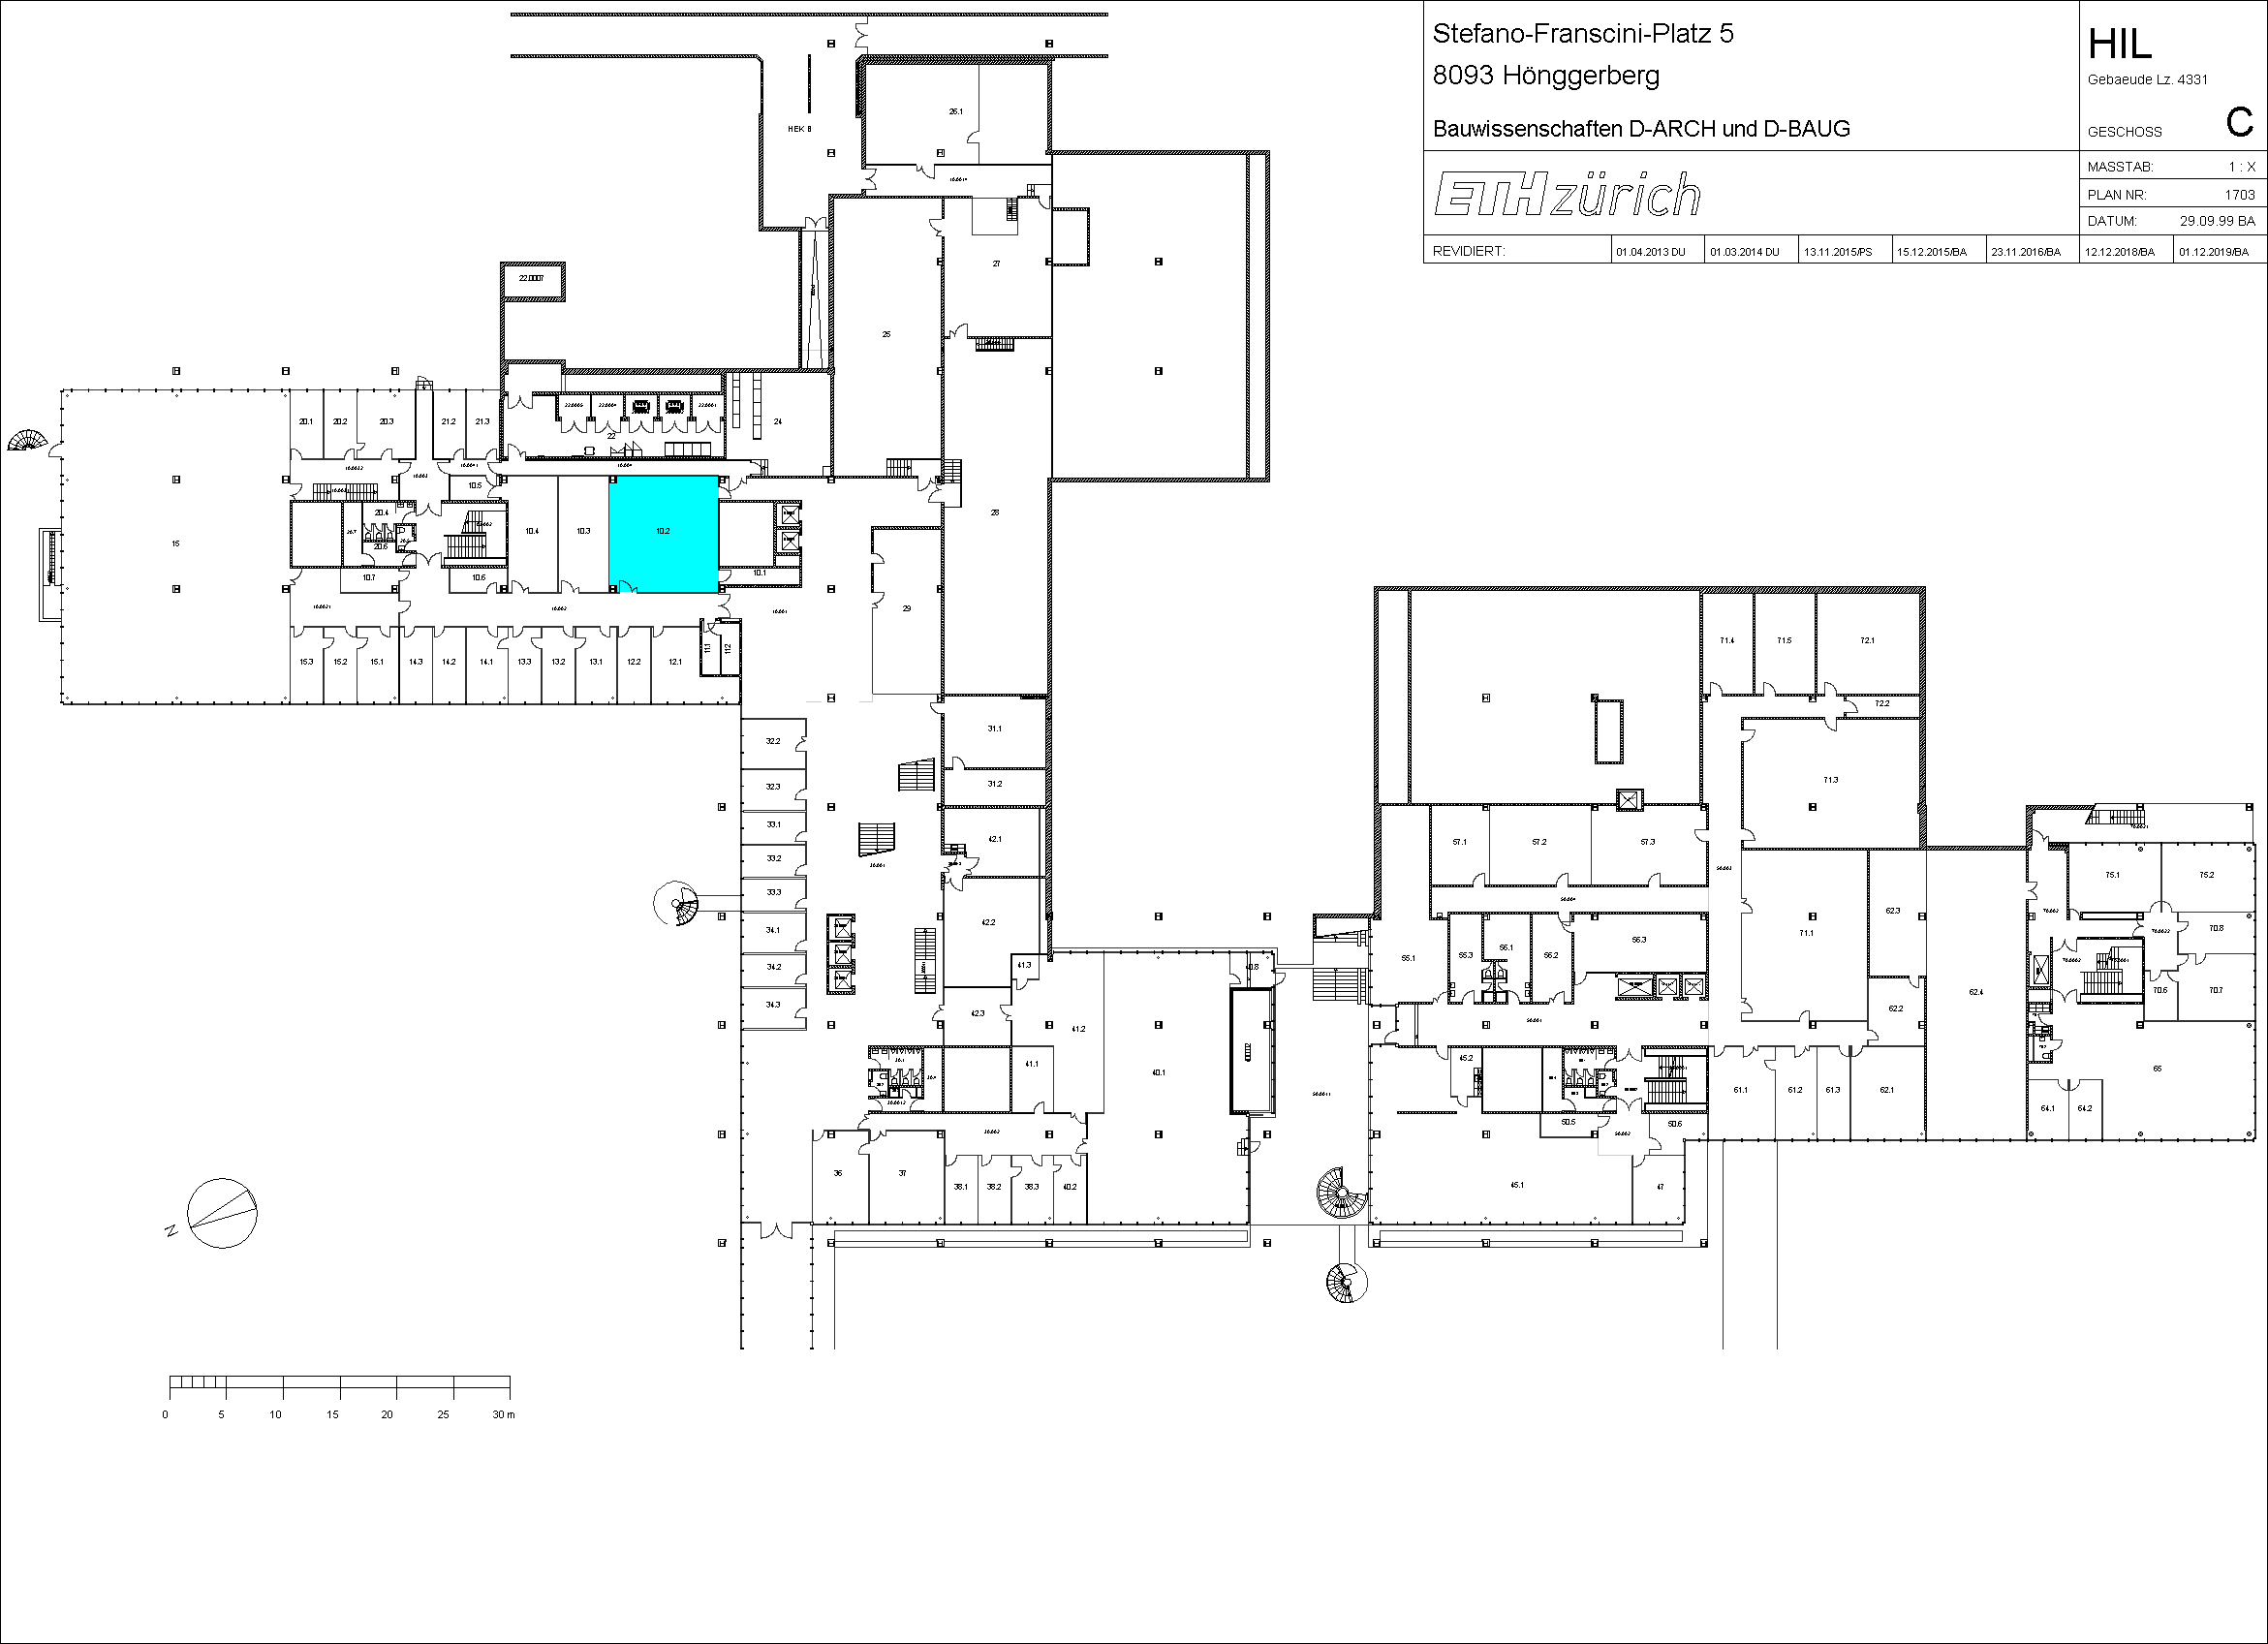 Stefano-Franscini-Platz 5
8093 Hönggerberg
Bauwissenschaften D-ARCH und D-BAUG
HIL
Gebaeude Lz. 4331
GESCHOSS C
ETH zürich
MASSTAB: 1 : X
PLAN NR: 1703
DATUM: 29.09.99 BA
REVIDIERT: 01.04.2013 DU 01.03.2014 DU 13.11.2015/PS 15.12.2015/BA 23.11.2016/BA 12.12.2018/BA 01.12.2019/BA
26.1
HEK B
27
22.0007
25
28
20.1 20.2 20.3 21.2 21.3
22
24
10.5
20.4
20.6
10.4 10.3 10.2
15
10.7 10.6 10.1
29
15.3 15.2 15.1 14.3 14.2 14.1 13.3 13.2 13.1 12.2 12.1
11.1 11.2
71.4 71.5 72.1
72.2
32.2
31.1
32.3
31.2
71.3
33.1
42.1
33.2
57.1 57.2 57.3
33.3
42.2
34.1
75.1 75.2
62.3
71.1
70.8
55.1 55.3 56.1 56.2 56.3
34.2
41.3
40.8
34.3
42.3
62.4
70.6 70.7
62.2
41.2
41.1
40.1
45.2
61.1 61.2 61.3 62.1
65
64.1 64.2
50.5 50.6
36 37 38.1 38.2 38.3 40.2
45.1 47
N
0 5 10 15 20 25 30 m